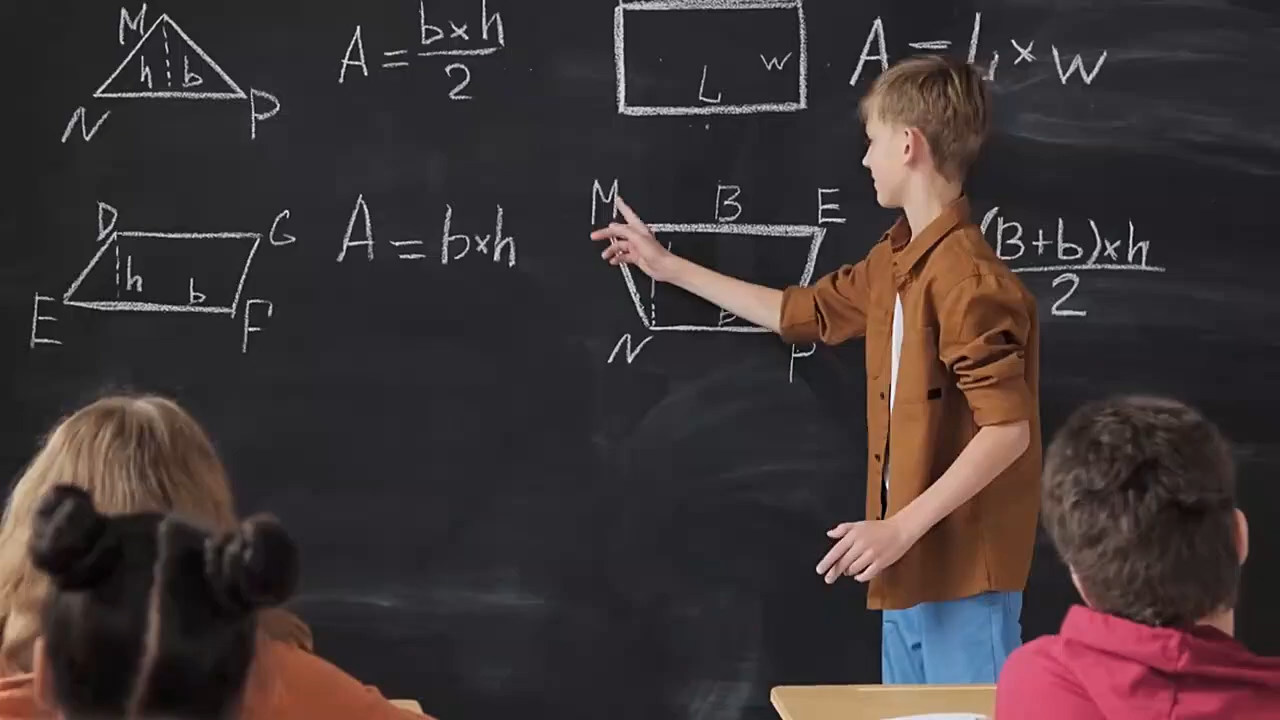 M
h b
N P
A = b×h
2
L W
A = L×W
D G
h b
E F
A = b×h
M B E
N P
(B+b)×h
2